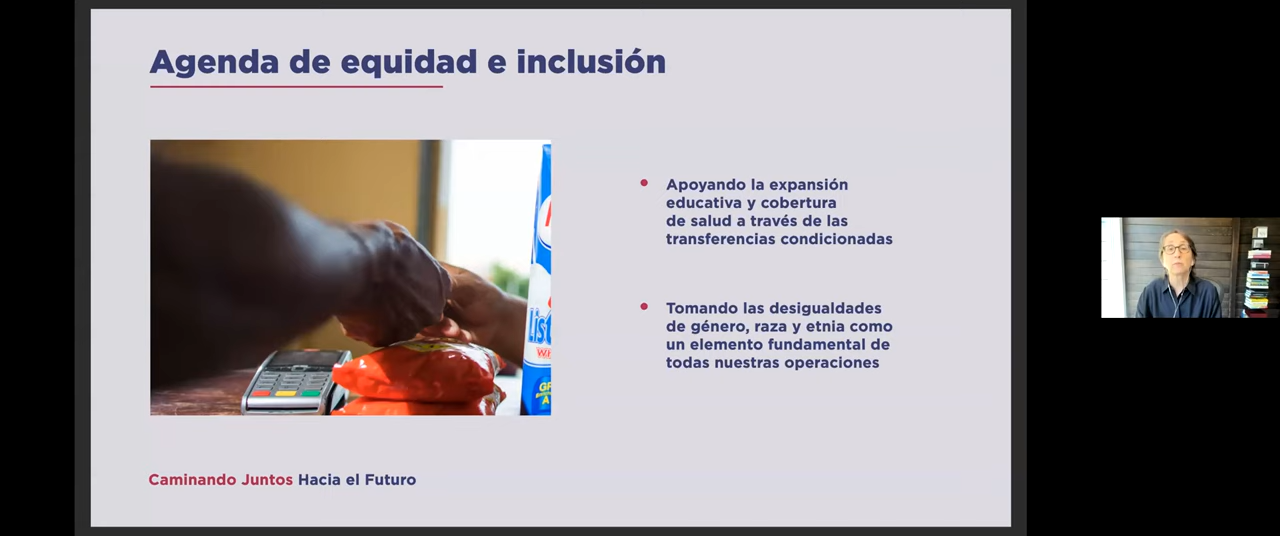 Agenda de equidad e inclusión
Apoyando la expansión
educativa y cobertura
de salud a través de las
transferencias condicionadas
Tomando las desigualdades
de género, raza y etnia como
un elemento fundamental de
todas nuestras operaciones
Caminando Juntos Hacia el Futuro